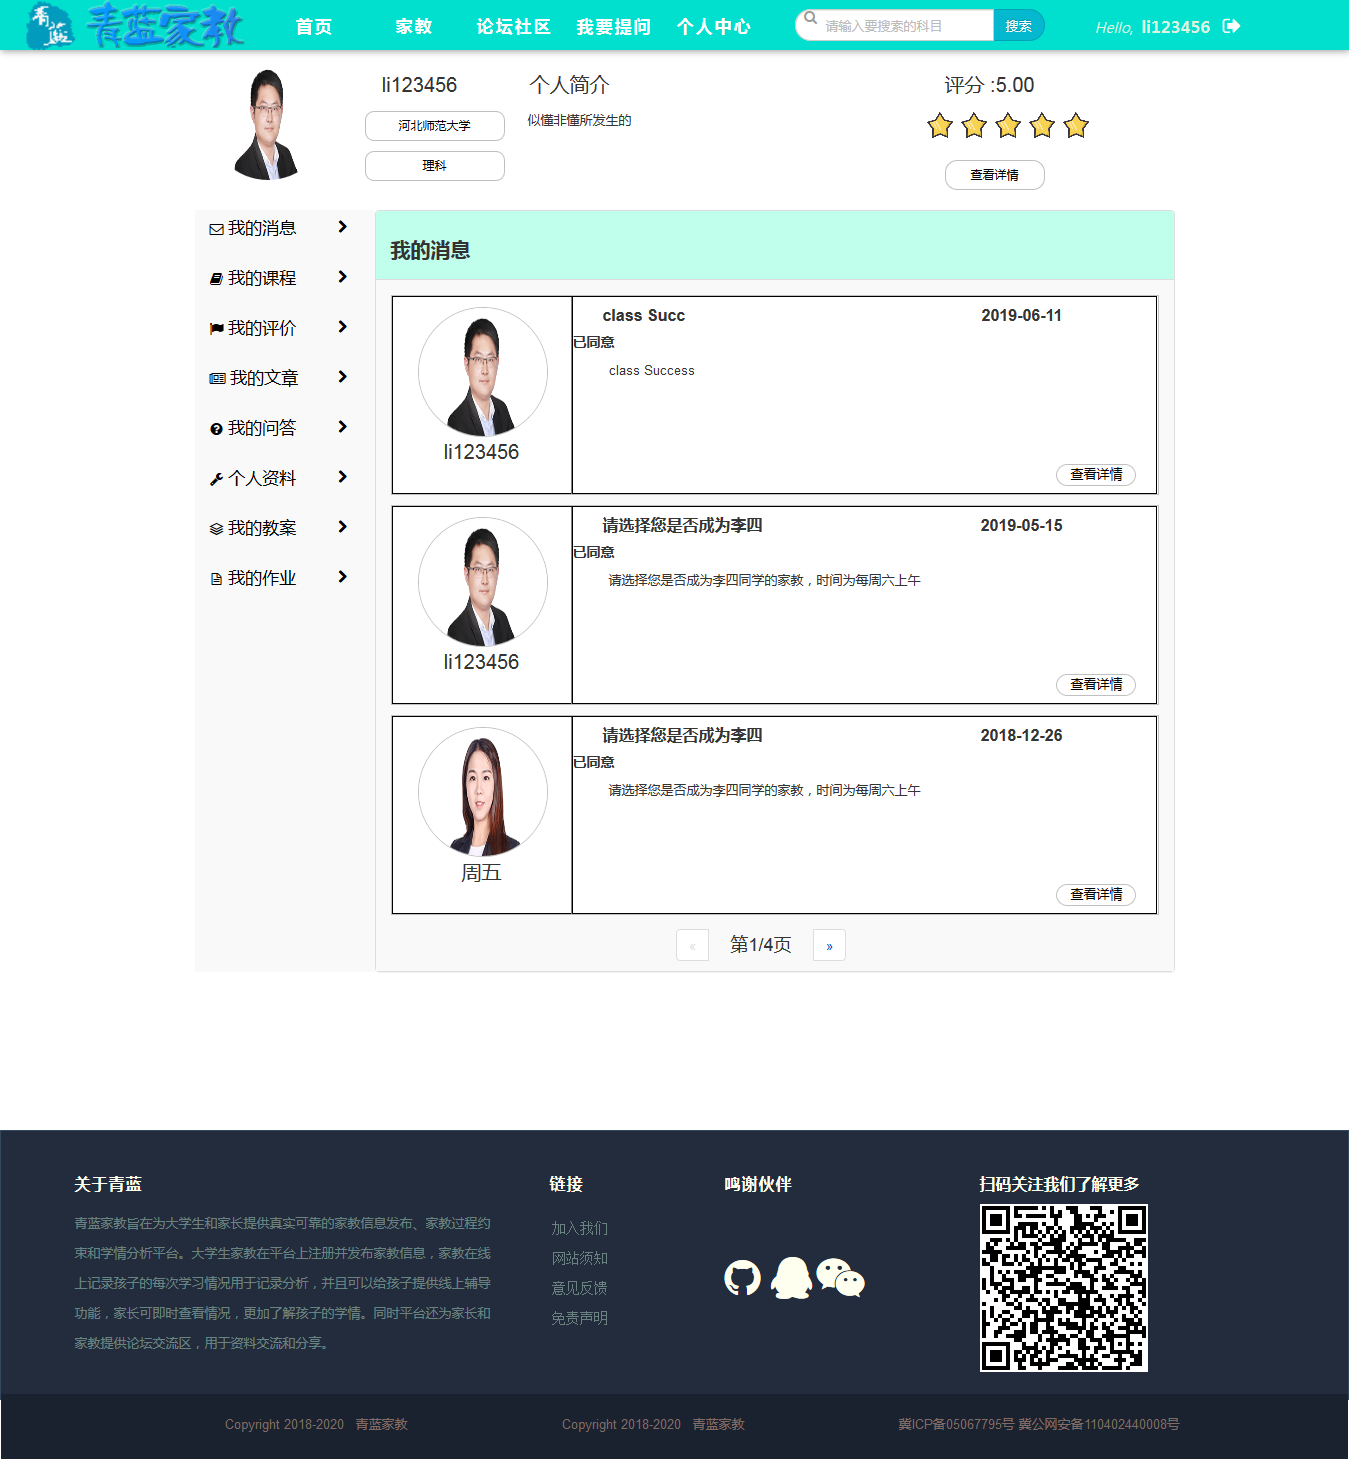 青蓝 青蓝家教 首页 家教 论坛社区 我要提问 个人中心 请输入要搜索的科目 搜索 Hello, li123456
li123456 个人简介 评分 :5.00
河北师范大学 似懂非懂所发生的
理科 查看详情
我的消息
我的课程
我的评价
我的文章
我的问答
个人资料
我的教案
我的作业
我的消息
class Succ 2019-06-11
已同意
class Success
li123456
查看详情
请选择您是否成为李四 2019-05-15
已同意
请选择您是否成为李四同学的家教，时间为每周六上午
li123456
查看详情
请选择您是否成为李四 2018-12-26
已同意
请选择您是否成为李四同学的家教，时间为每周六上午
周五
查看详情
« 第1/4页 »
关于青蓝
青蓝家教旨在为大学生和家长提供真实可靠的家教信息发布、家教过程约
束和学情分析平台。大学生家教在平台上注册并发布家教信息，家教在线
上记录孩子的每次学习情况用于记录分析，并且可以给孩子提供线上辅导
功能，家长可即时查看情况，更加了解孩子的学情。同时平台还为家长和
家教提供论坛交流区，用于资料交流和分享。
链接
加入我们
网站须知
意见反馈
免责声明
鸣谢伙伴
扫码关注我们了解更多
Copyright 2018-2020 青蓝家教 Copyright 2018-2020 青蓝家教 冀ICP备05067795号 冀公网安备110402440008号